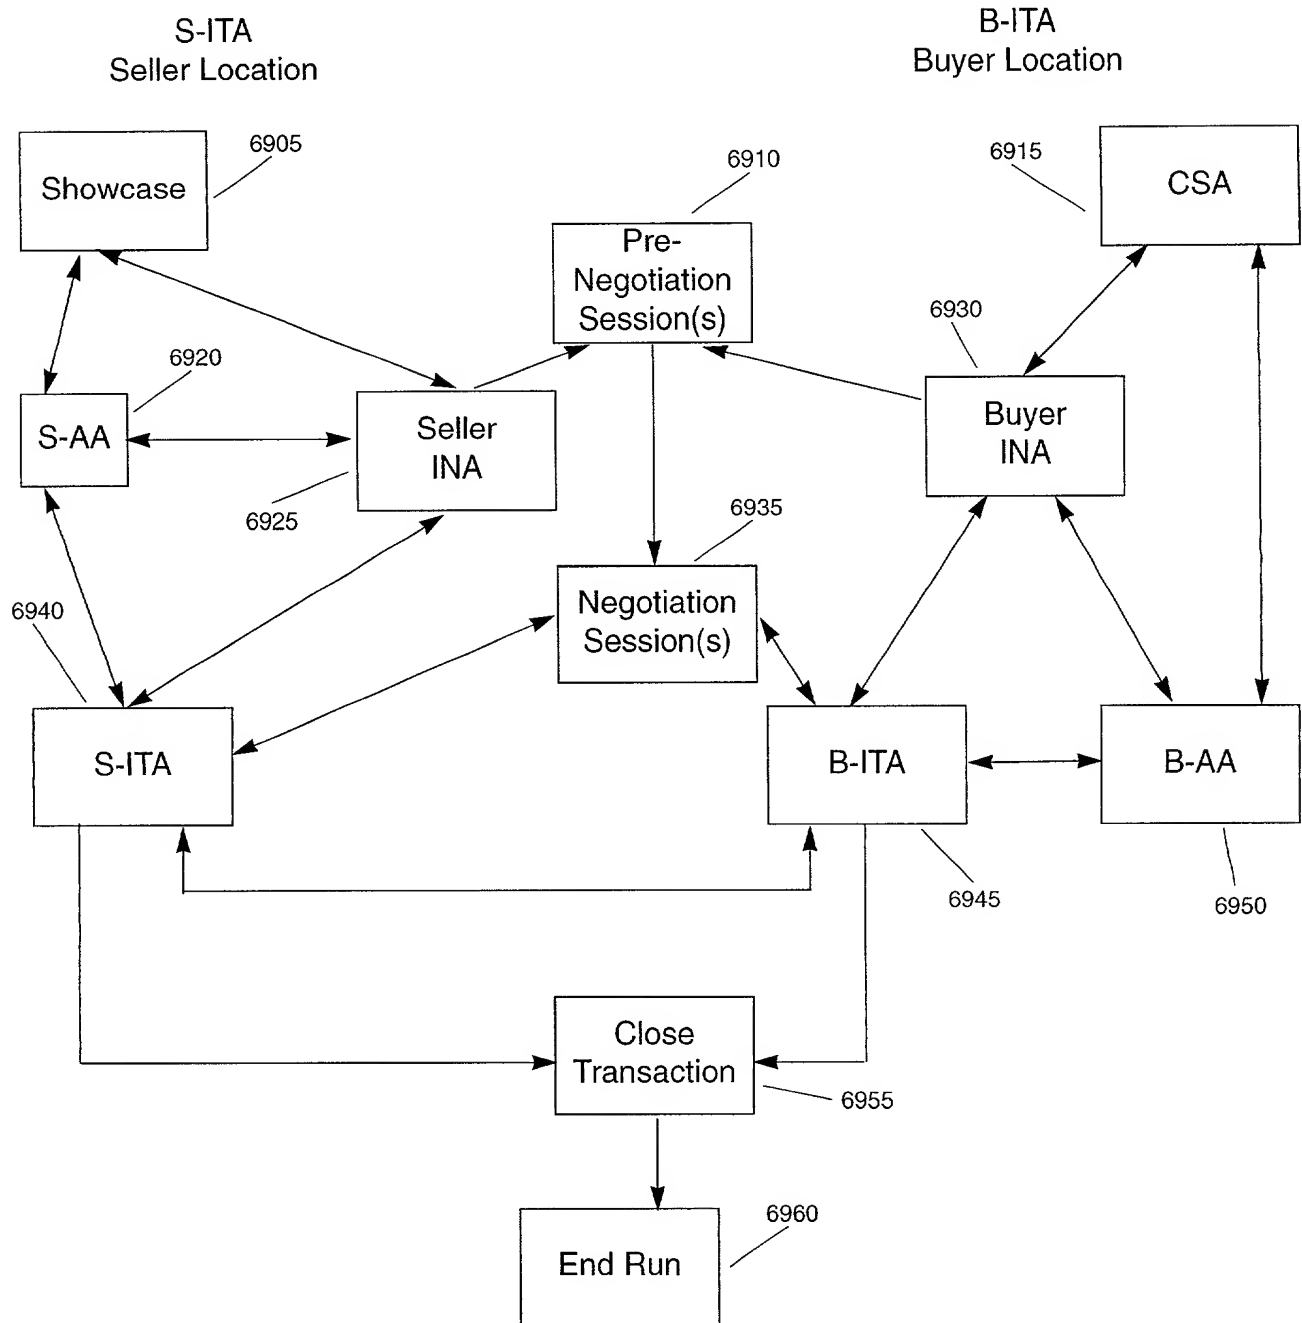 S-ITA
Seller Location
B-ITA
Buyer Location
Showcase
6905
6910
6915
CSA
Pre-
Negotiation
Session(s)
6930
6920
S-AA
Seller
INA
Buyer
INA
6925
6935
Negotiation
Session(s)
6940
S-ITA
B-ITA
B-AA
6945
6950
Close
Transaction
6955
6960
End Run